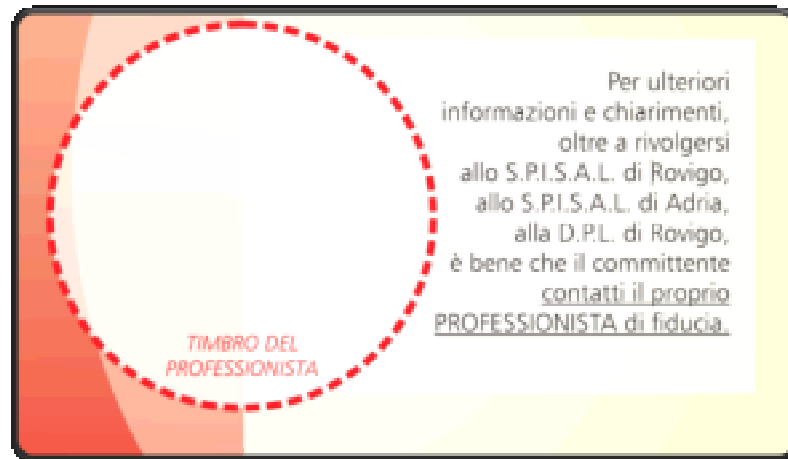 Per ulteriori
informazioni e chiarimenti,
oltre a rivolgersi
allo S.P.I.S.A.L. di Rovigo,
allo S.P.I.S.A.L. di Adria,
alla D.P.L. di Rovigo,
è bene che il committente
contatti il proprio
PROFESSIONISTA di fiducia.
TIMBRO DEL
PROFESSIONISTA